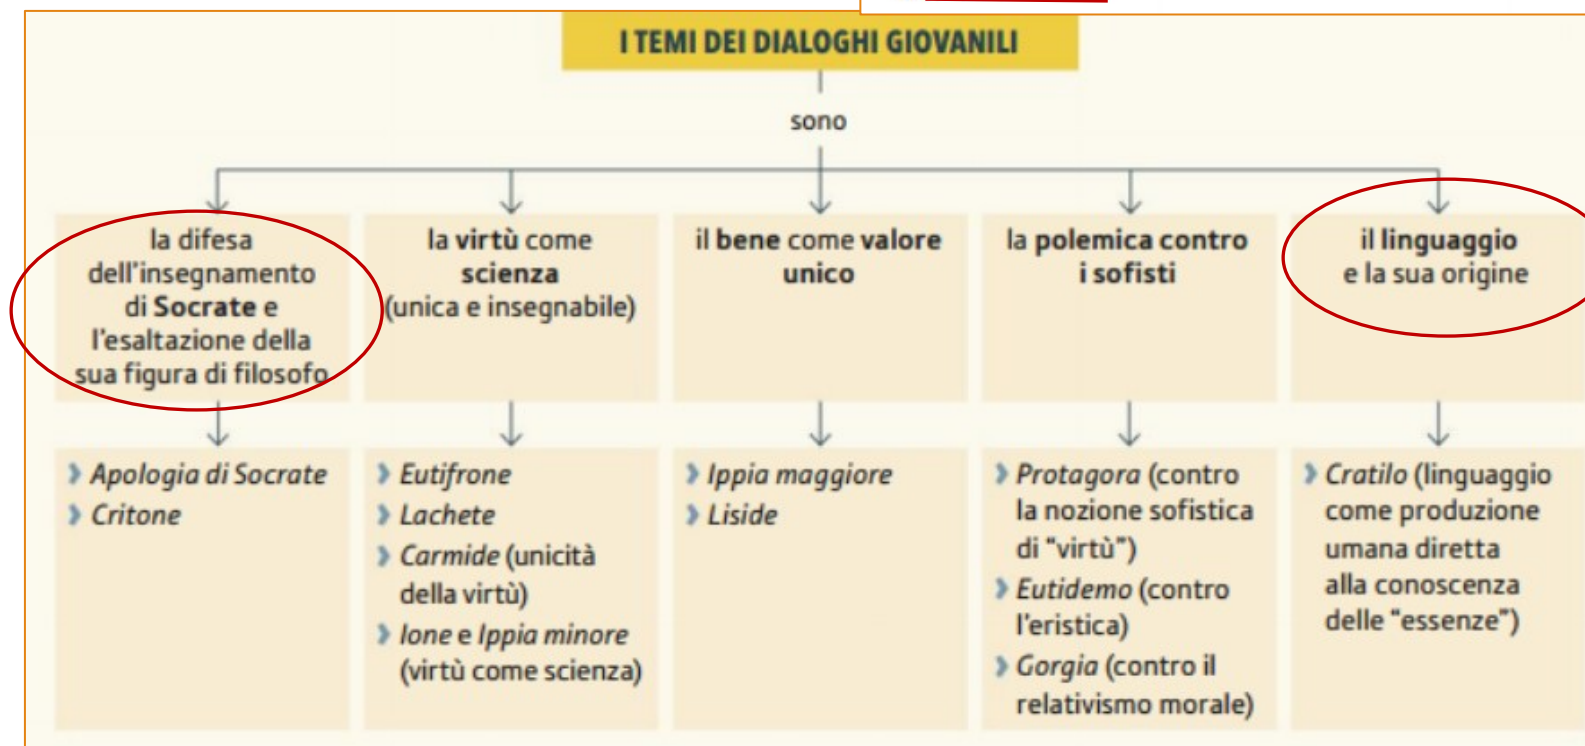 I TEMI DEI DIALOGHI GIOVANILI
sono
la difesa
dell'insegnamento
di Socrate e
l'esaltazione della
sua figura di filosofo
la virtù come
scienza
(unica e insegnabile)
il bene come valore
unico
la polemica contro
i sofisti
il linguaggio
e la sua origine
› Apologia di Socrate
› Critone
› Eutifrone
› Lachete
› Carmide (unicità
della virtù)
› Ione e Ippia minore
(virtù come scienza)
› Ippia maggiore
› Liside
› Protagora (contro
la nozione sofistica
di "virtù")
› Eutidemo (contro
l'eristica)
› Gorgia (contro il
relativismo morale)
› Cratilo (linguaggio
come produzione
umana diretta
alla conoscenza
delle "essenze")